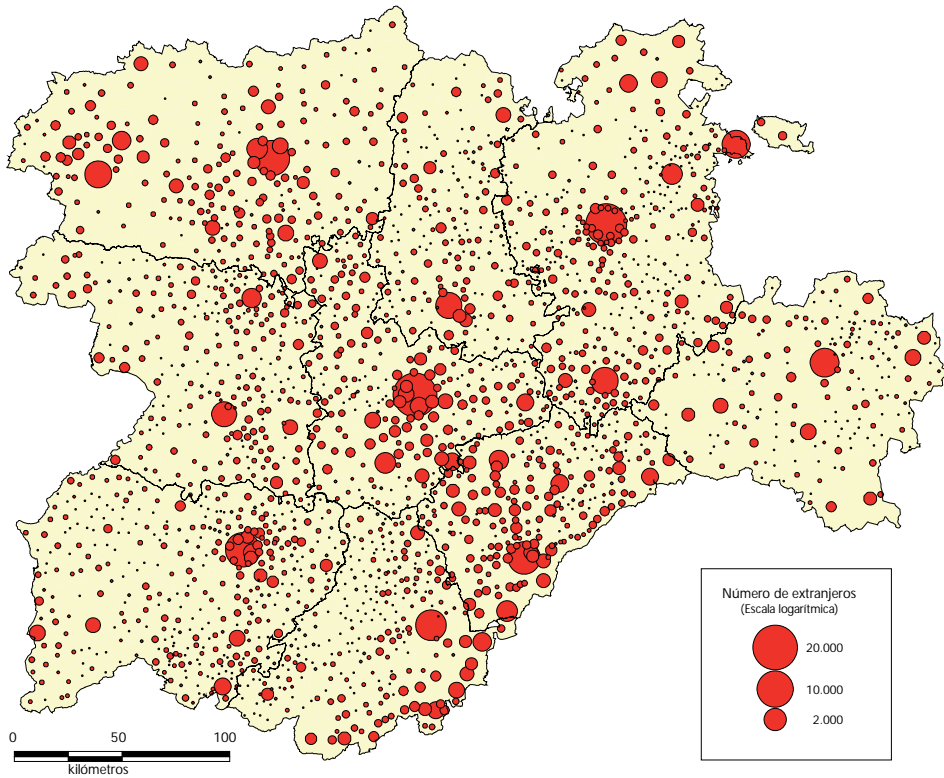 Número de extranjeros
(Escala logarítmica)
20.000
10.000
2.000
0 50 100
kilómetros